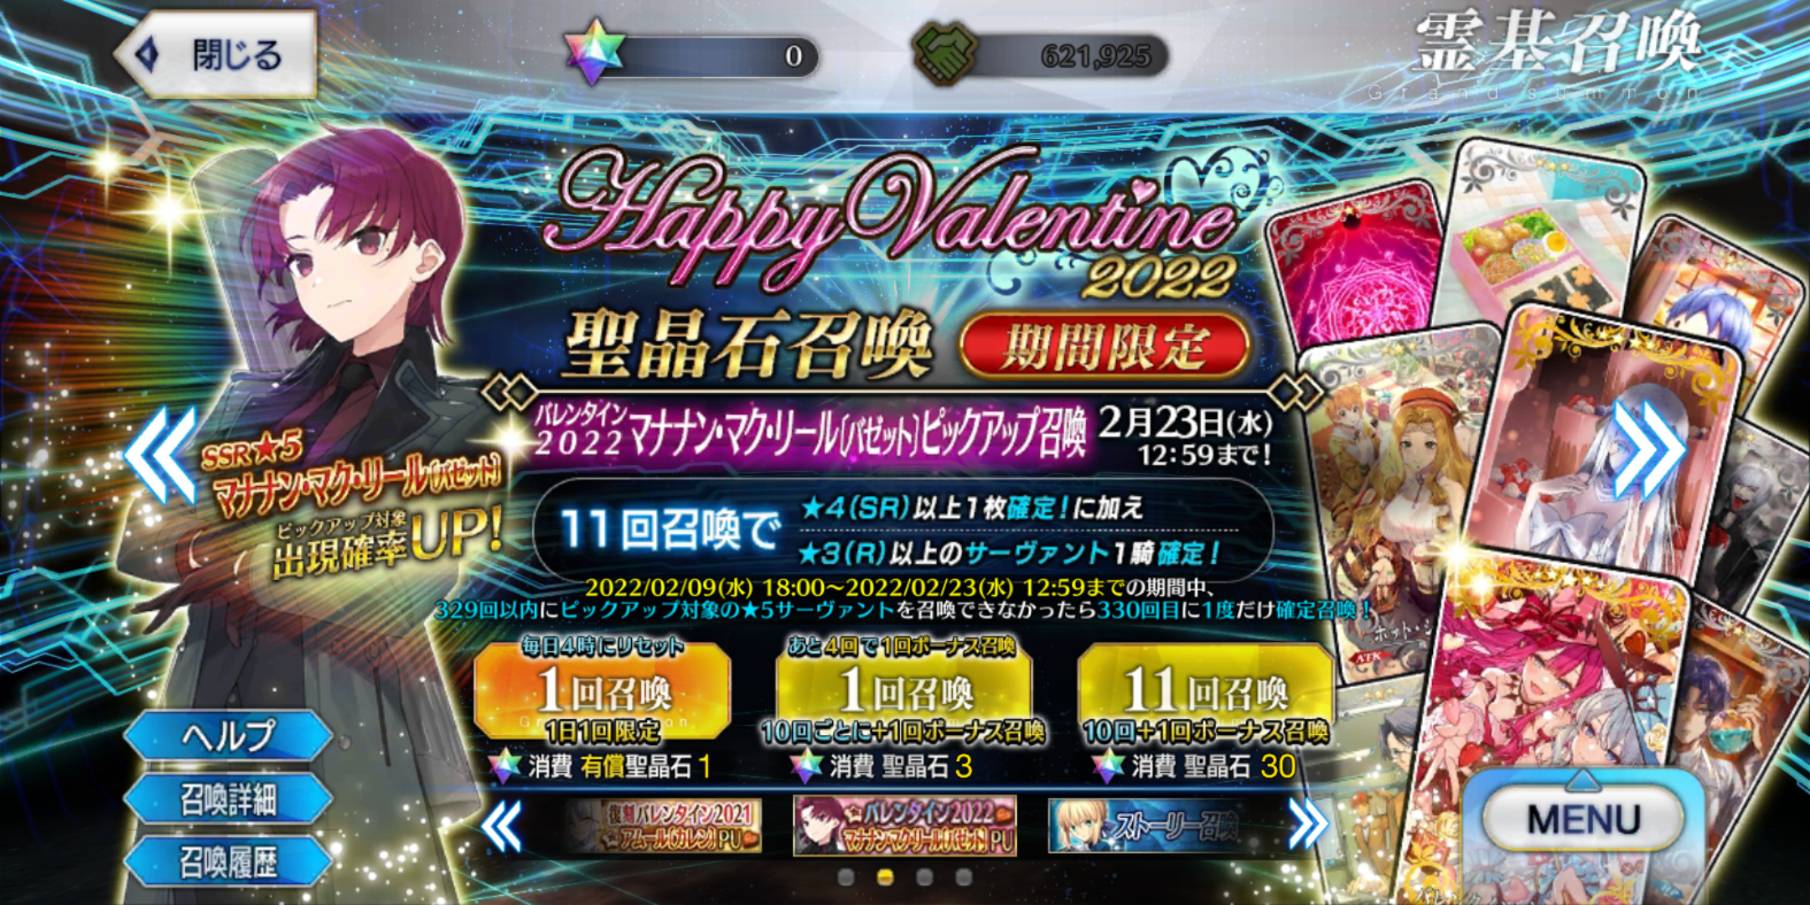 閉じる
0
621,925
霊基召喚
Grand summon
Happy Valentine
2022
聖晶石召喚
期間限定
バレンタイン2022 マナナン・マク・リール〔バゼット〕ピックアップ召喚
2月23日(水)
12:59まで!
SSR★5
マナナン・マク・リール〔バゼット〕
ピックアップ対象
出現確率UP!
11回召喚で
★4(SR)以上1枚確定!に加え
★3(R)以上のサーヴァント1騎確定!
2022/02/09(水) 18:00~2022/02/23(水) 12:59までの期間中、
329回以内にピックアップ対象の★5サーヴァントを召喚できなかったら330回目に1度だけ確定召喚!
毎日4時にリセット
1回召喚
1日1回限定
消費 有償聖晶石 1
あと4回で1回ボーナス召喚
1回召喚
10回ごとに+1回ボーナス召喚
消費 聖晶石 3
11回召喚
10回+1回ボーナス召喚
消費 聖晶石 30
ヘルプ
召喚詳細
召喚履歴
復刻バレンタイン2021
アムール〔カレン〕PU
バレンタイン2022
マナナン・マク・リール〔バゼット〕PU
ストーリー召喚
ATK
MENU